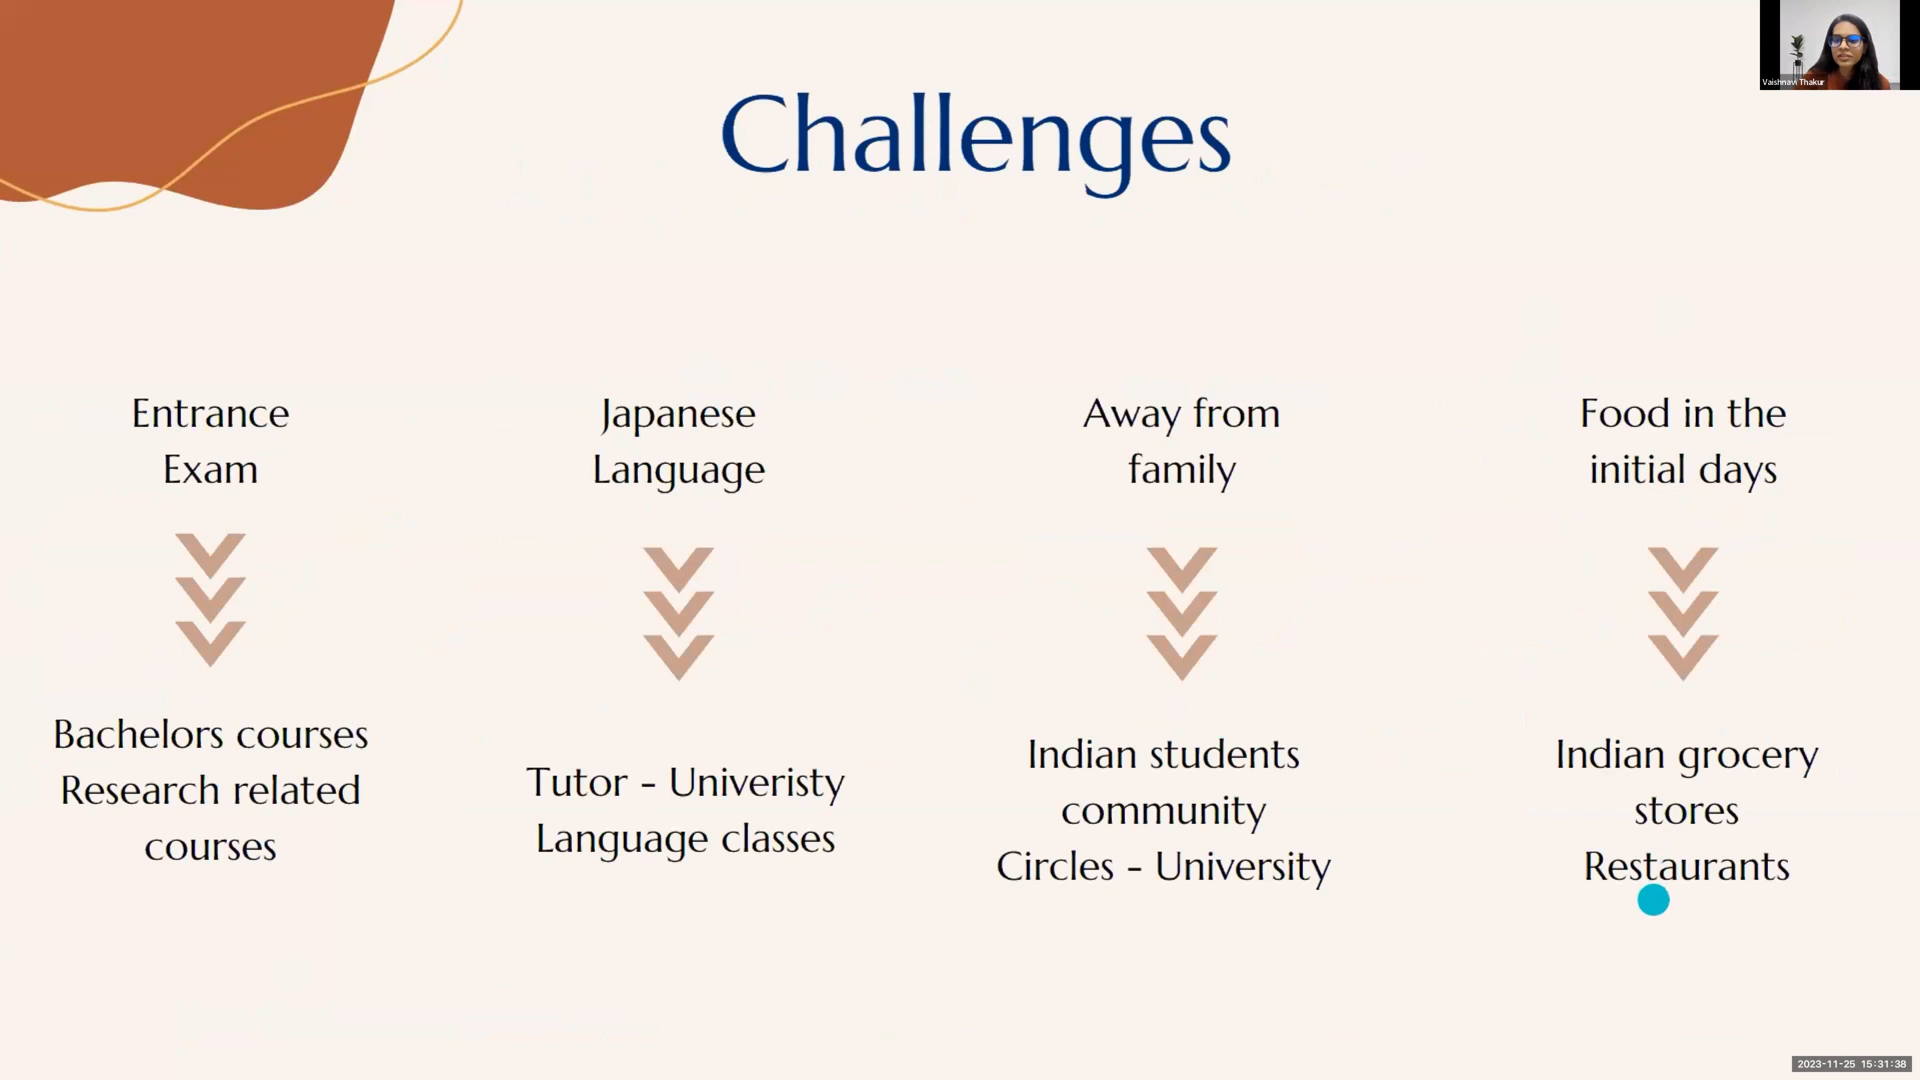 Challenges
Vaishnavi Thakur
Entrance
Exam
Japanese
Language
Away from
family
Food in the
initial days
Bachelors courses
Research related
courses
Tutor - Univeristy
Language classes
Indian students
community
Circles - University
Indian grocery
stores
Restaurants
2023-11-25 15:31:38